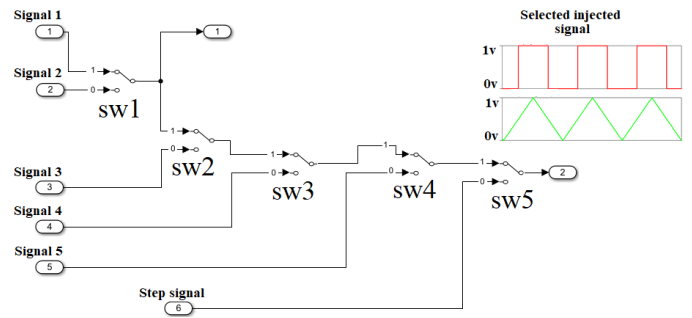 Signal 1
1
Signal 2
2
1
0
sw1
1
Selected injected
signal
1v
0v
1v
0v
1
0
sw2
Signal 3
3
1
0
sw3
Signal 4
4
1
0
sw4
Signal 5
5
1
0
sw5
2
Step signal
6